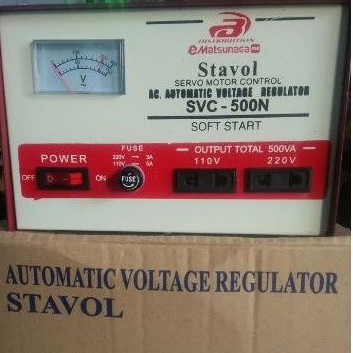 DISTRIBUTION
eMatsunaga
Stavol
SERVO MOTOR CONTROL
AC. AUTOMATIC VOLTAGE REGULATOR
SVC - 500N
SOFT START
V
POWER
OFF
ON
FUSE
220V → 3A
110V → 5A
FUSE
OUTPUT TOTAL 500VA
110V
220V
AUTOMATIC VOLTAGE REGULATOR
STAVOL